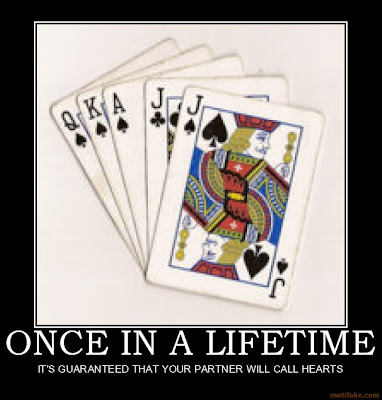 Q K A J J
J
ONCE IN A LIFETIME
IT'S GUARANTEED THAT YOUR PARTNER WILL CALL HEARTS
motifake.com